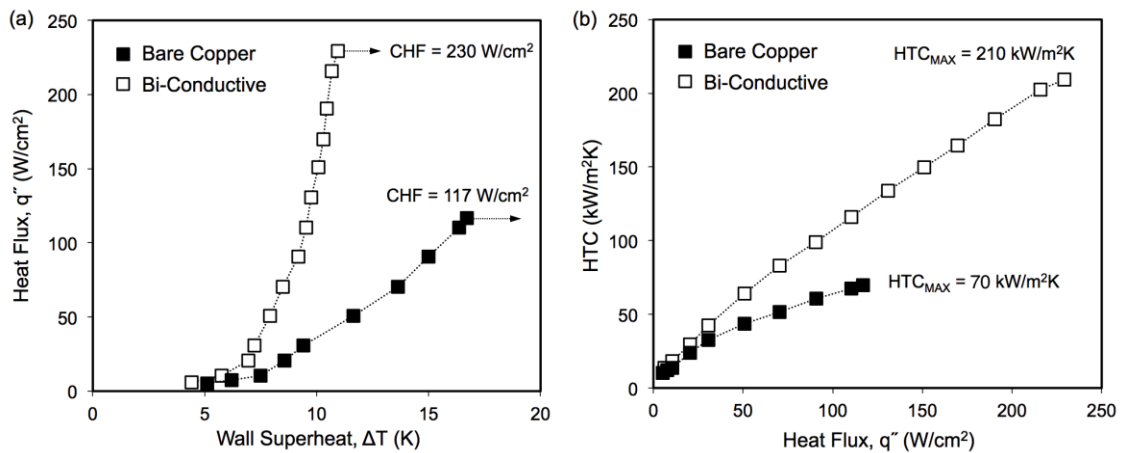 (a)
250
200
150
100
50
0
Heat Flux, q″ (W/cm²)
Bare Copper
Bi-Conductive
CHF = 230 W/cm²
CHF = 117 W/cm²
0 5 10 15 20
Wall Superheat, ΔT (K)
(b)
250
200
150
100
50
0
HTC (kW/m²K)
Bare Copper
Bi-Conductive
HTC_MAX = 210 kW/m²K
HTC_MAX = 70 kW/m²K
0 50 100 150 200 250
Heat Flux, q″ (W/cm²)